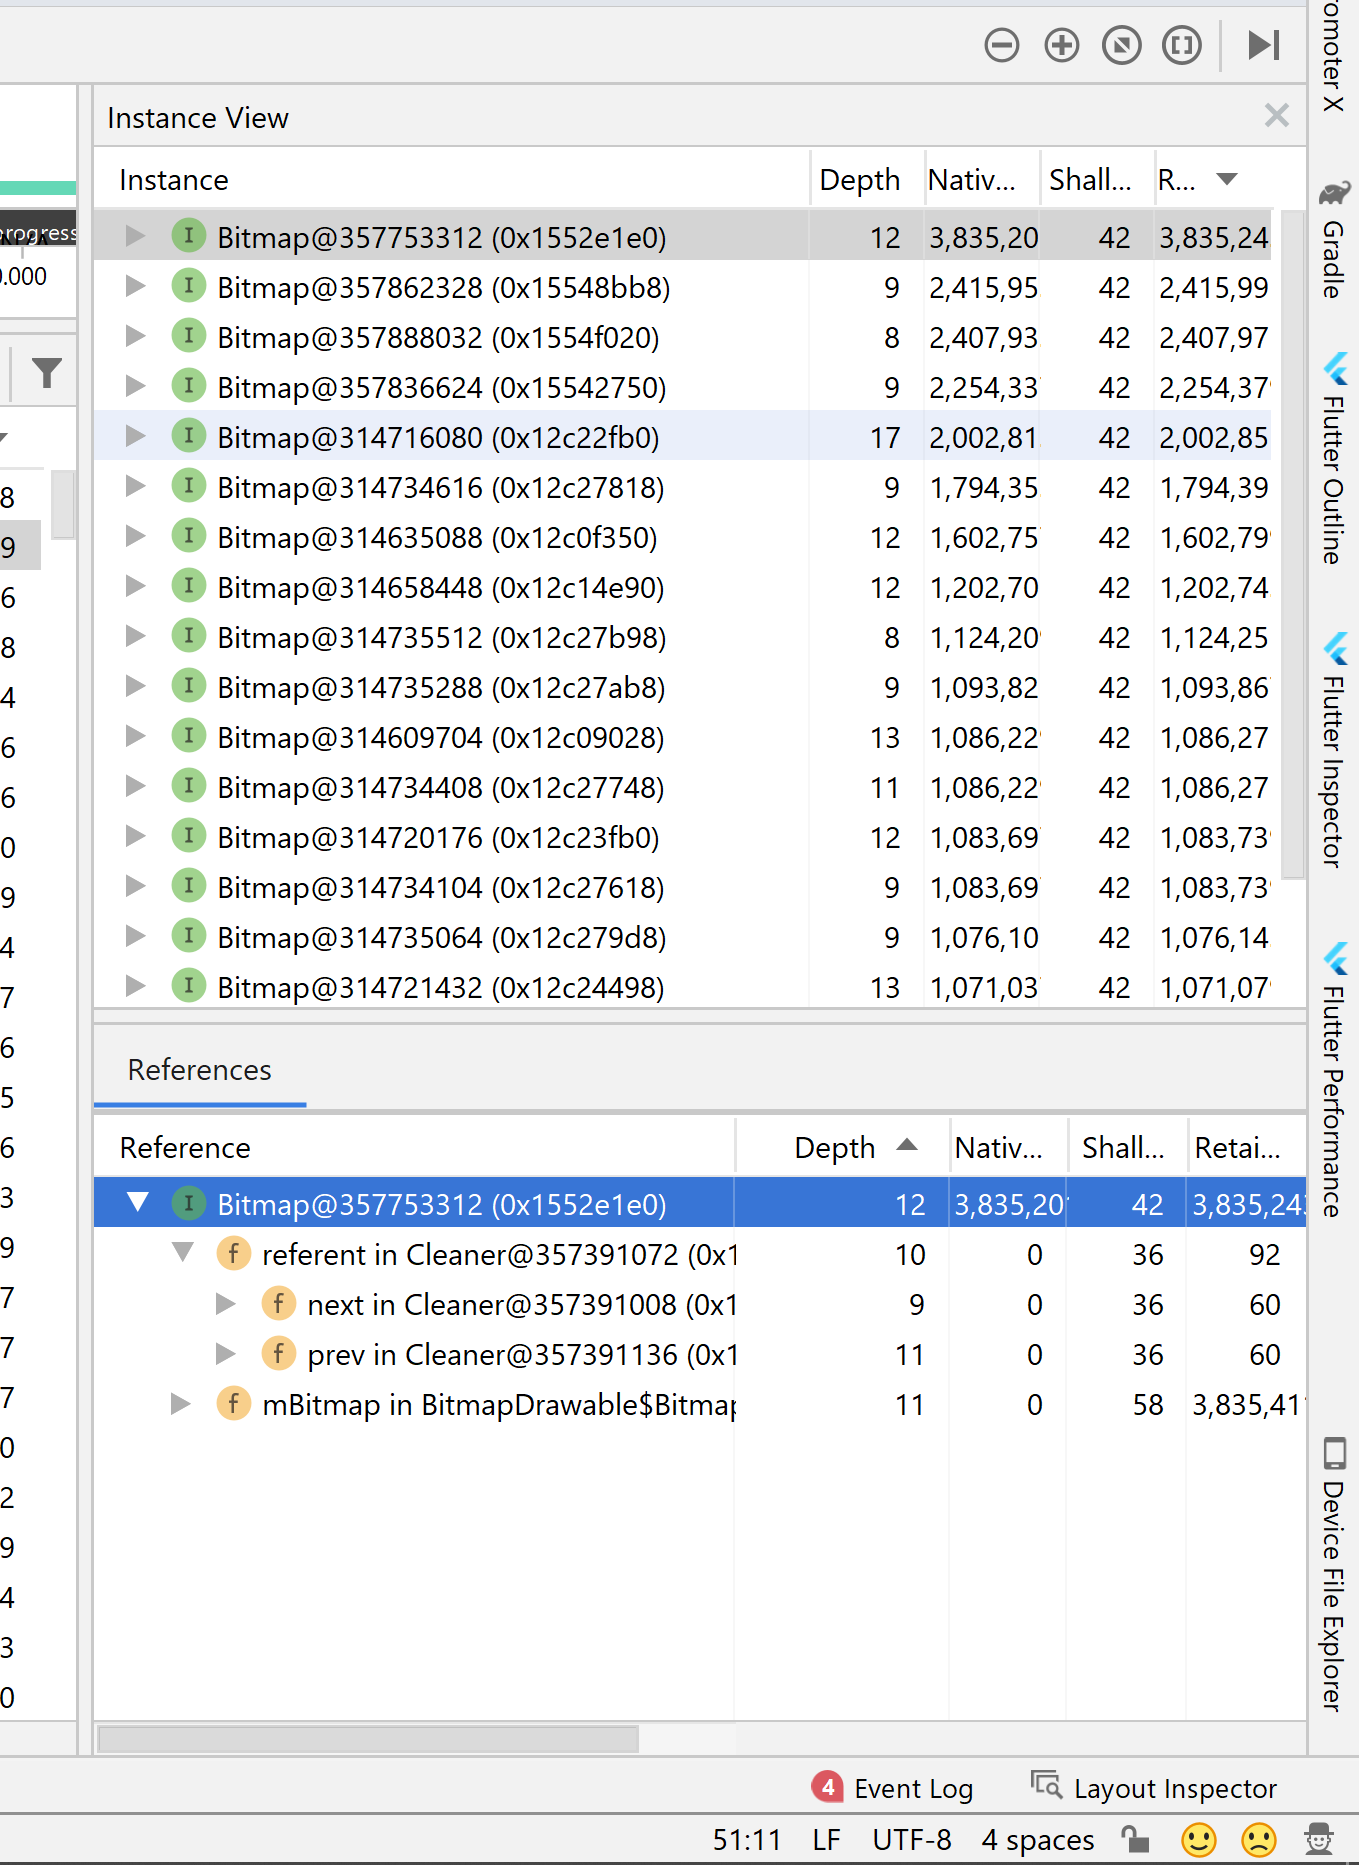 Instance View
Instance Depth Nativ... Shall... R...
Bitmap@357753312 (0x1552e1e0) 12 3,835,20 42 3,835,24
Bitmap@357862328 (0x15548bb8) 9 2,415,95 42 2,415,99
Bitmap@357888032 (0x1554f020) 8 2,407,93 42 2,407,97
Bitmap@357836624 (0x15542750) 9 2,254,33 42 2,254,37
Bitmap@314716080 (0x12c22fb0) 17 2,002,81 42 2,002,85
Bitmap@314734616 (0x12c27818) 9 1,794,35 42 1,794,39
Bitmap@314635088 (0x12c0f350) 12 1,602,75 42 1,602,79
Bitmap@314658448 (0x12c14e90) 12 1,202,70 42 1,202,74
Bitmap@314735512 (0x12c27b98) 8 1,124,20 42 1,124,25
Bitmap@314735288 (0x12c27ab8) 9 1,093,82 42 1,093,86
Bitmap@314609704 (0x12c09028) 13 1,086,22 42 1,086,27
Bitmap@314734408 (0x12c27748) 11 1,086,22 42 1,086,27
Bitmap@314720176 (0x12c23fb0) 12 1,083,69 42 1,083,73
Bitmap@314734104 (0x12c27618) 9 1,083,69 42 1,083,73
Bitmap@314735064 (0x12c279d8) 9 1,076,10 42 1,076,14
Bitmap@314721432 (0x12c24498) 13 1,071,03 42 1,071,07
References
Reference Depth Nativ... Shall... Retai...
Bitmap@357753312 (0x1552e1e0) 12 3,835,20 42 3,835,24
referent in Cleaner@357391072 (0x1 10 0 36 92
next in Cleaner@357391008 (0x1 9 0 36 60
prev in Cleaner@357391136 (0x1 11 0 36 60
mBitmap in BitmapDrawable$Bitmap 11 0 58 3,835,41
4 Event Log Layout Inspector
51:11 LF UTF-8 4 spaces
progress
0.000
8
9
6
8
4
6
6
0
9
4
7
6
5
6
3
9
7
7
7
0
2
9
4
3
0
omoter X
Gradle
Flutter Outline
Flutter Inspector
Flutter Performance
Device File Explorer